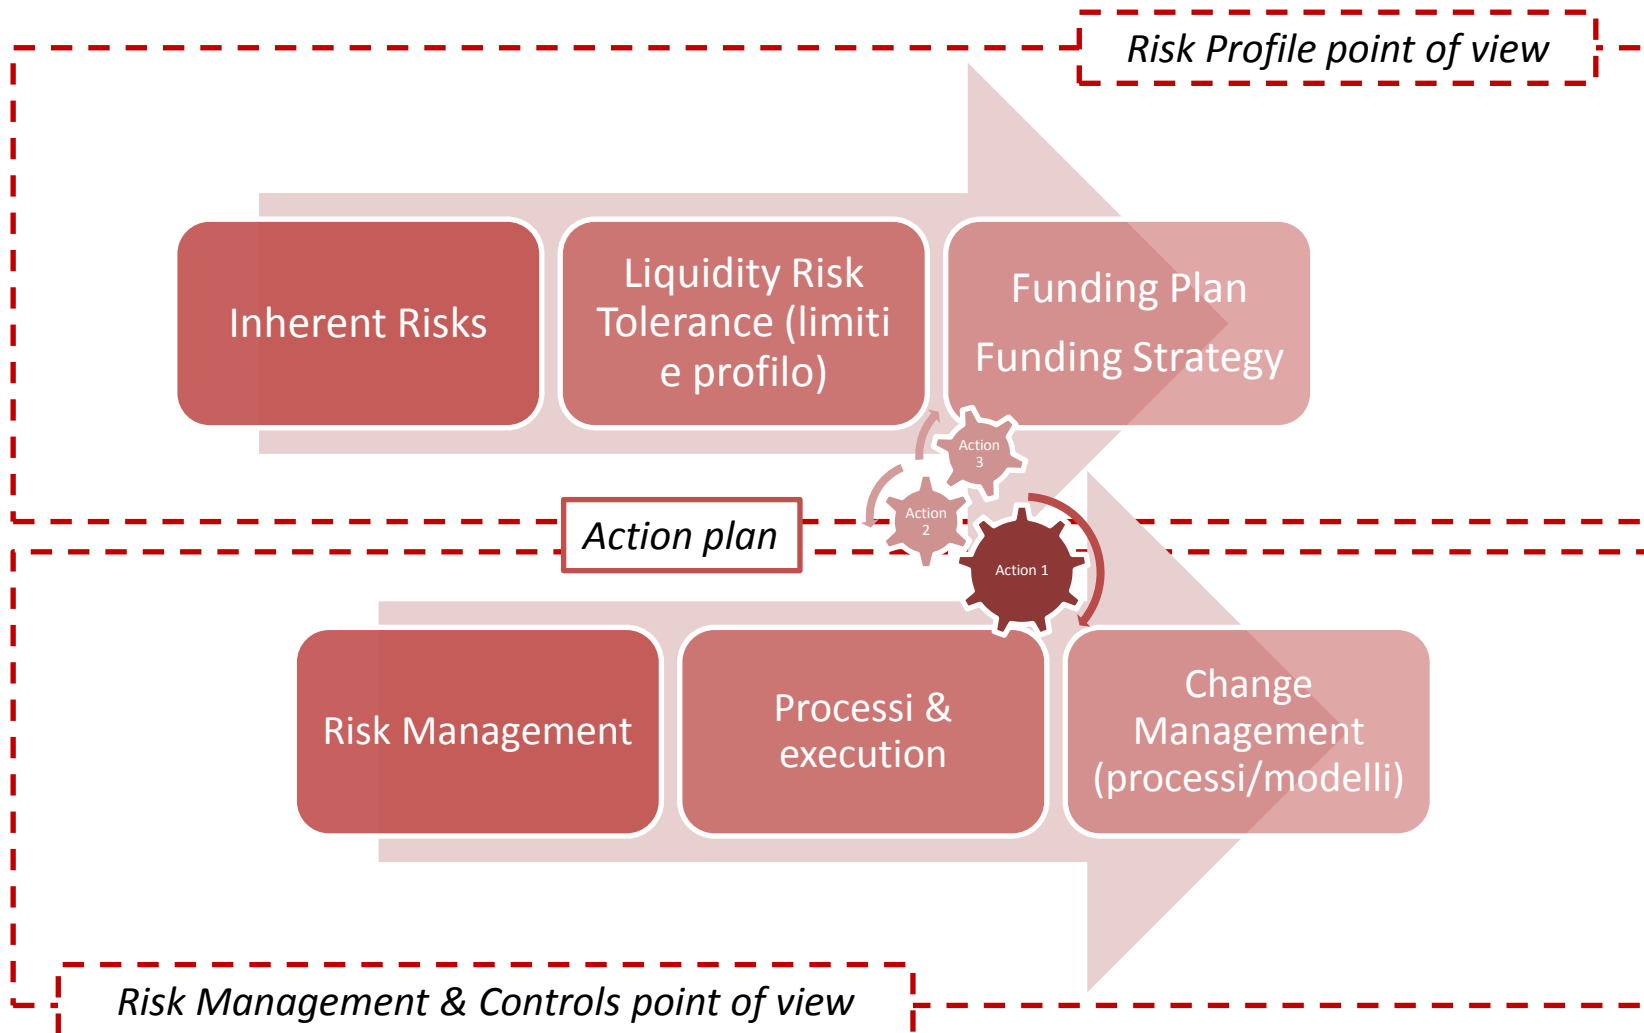 Risk Profile point of view
Inherent Risks
Liquidity Risk
Tolerance (limiti
e profilo)
Funding Plan
Funding Strategy
Action
3
Action
2
Action plan
Action 1
Risk Management
Processi &
execution
Change
Management
(processi/modelli)
Risk Management & Controls point of view